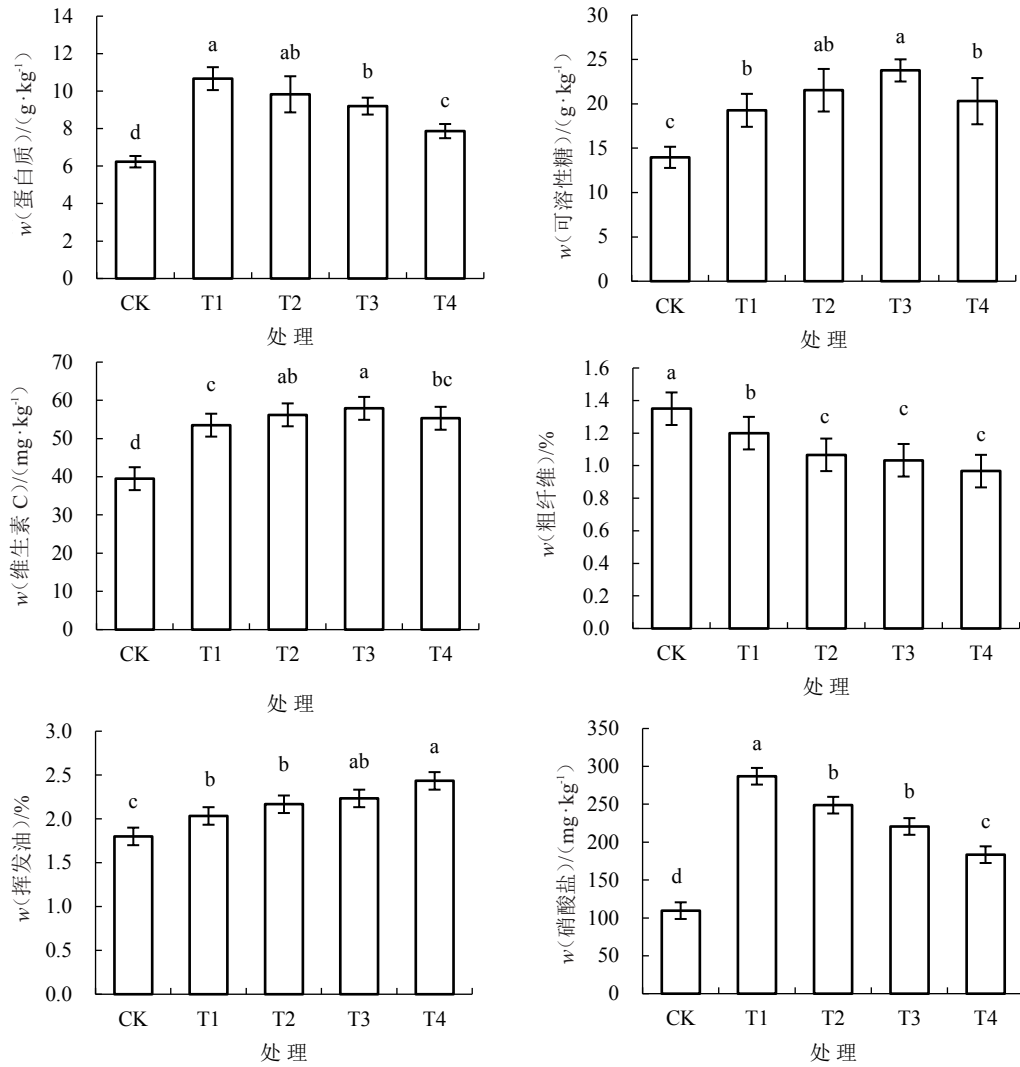 w(蛋白质)/(g·kg⁻¹)
14
12
10
8
6
4
2
0
d
a
ab
b
c
CK T1 T2 T3 T4
处 理
w(可溶性糖)/(g·kg⁻¹)
30
25
20
15
10
5
0
c
b
ab
a
b
CK T1 T2 T3 T4
处 理
w(维生素 C)/(mg·kg⁻¹)
70
60
50
40
30
20
10
0
d
c
ab
a
bc
CK T1 T2 T3 T4
处 理
w(粗纤维)/%
1.6
1.4
1.2
1.0
0.8
0.6
0.4
0.2
0.0
a
b
c
c
c
CK T1 T2 T3 T4
处 理
w(挥发油)/%
3.0
2.5
2.0
1.5
1.0
0.5
0.0
c
b
b
ab
a
CK T1 T2 T3 T4
处 理
w(硝酸盐)/(mg·kg⁻¹)
350
300
250
200
150
100
50
0
d
a
b
b
c
CK T1 T2 T3 T4
处 理